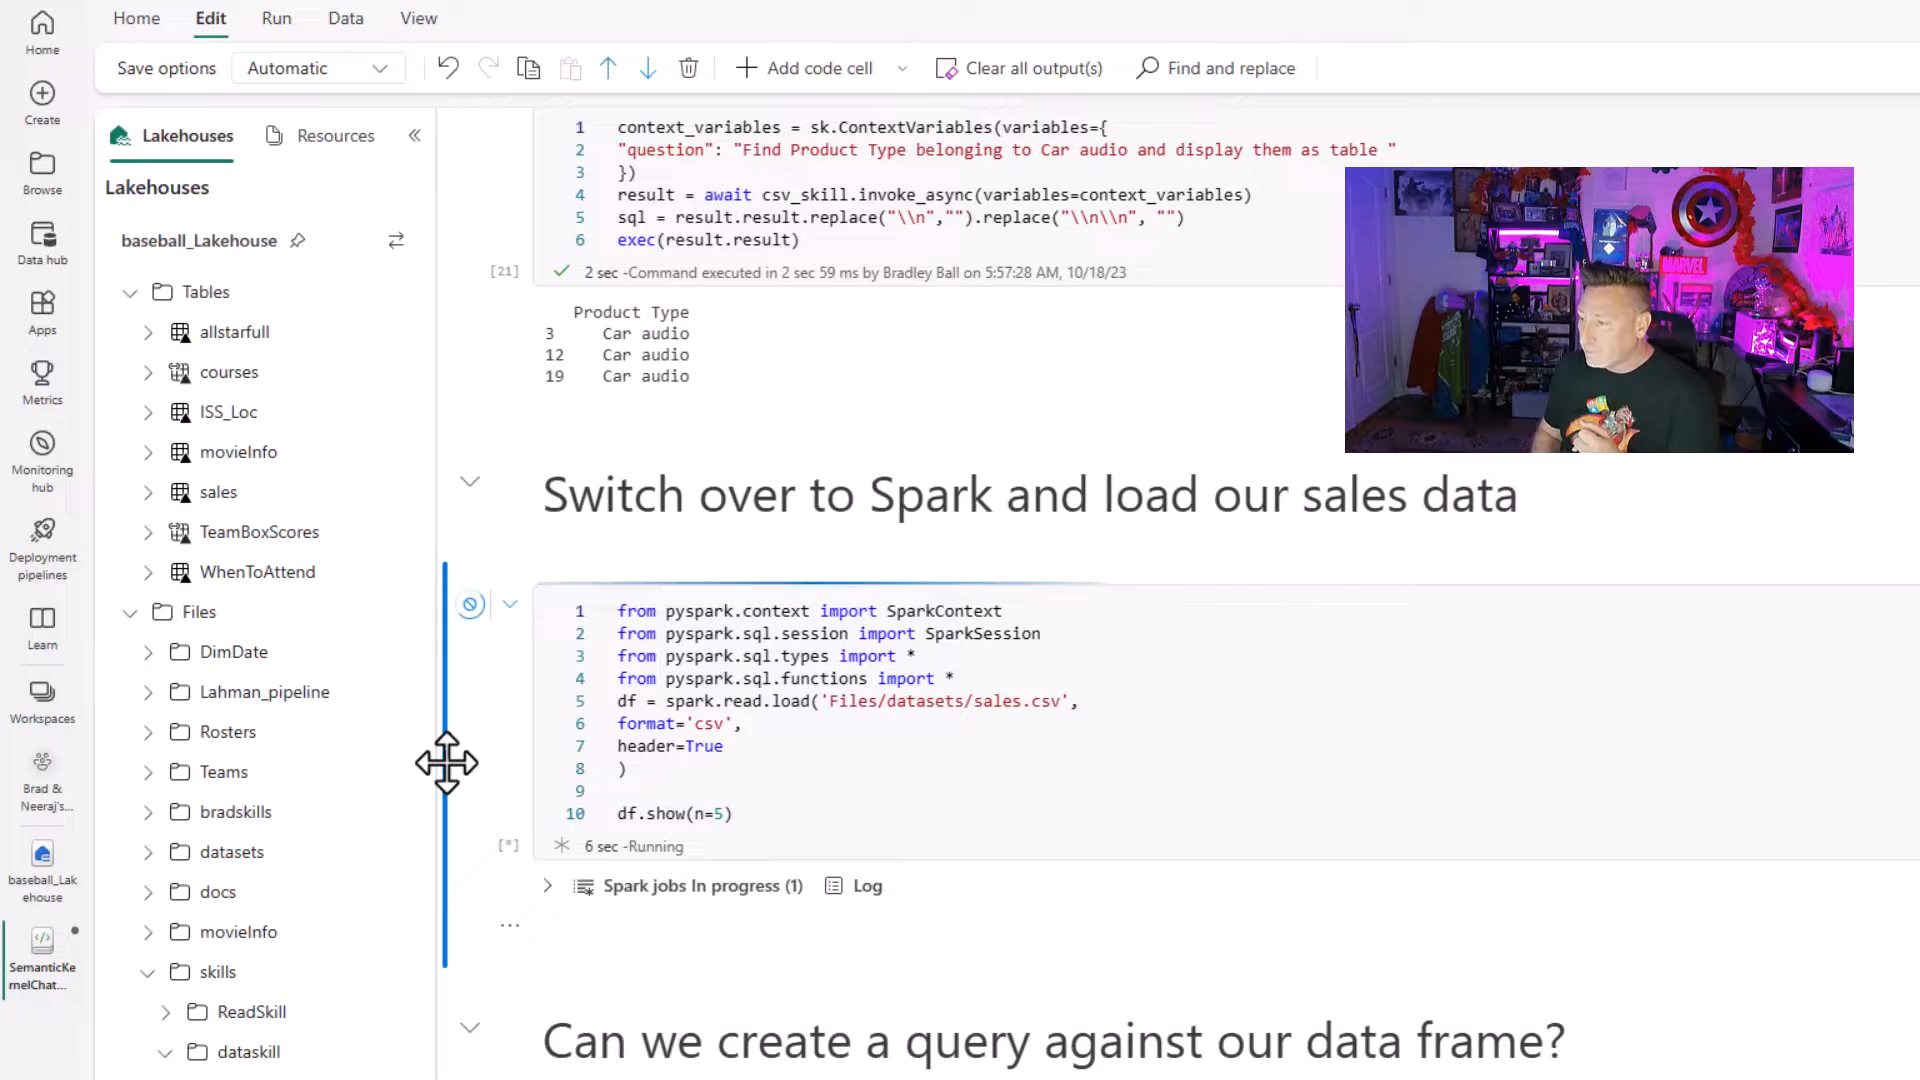 Home
Edit
Run
Data
View
Save options
Automatic
Add code cell
Clear all output(s)
Find and replace
Home
Create
Browse
Data hub
Apps
Metrics
Monitoring
hub
Deployment
pipelines
Learn
Workspaces
Brad &
Neeraj's...
baseball_Lak
ehouse
SemanticKe
rnelChat...
Lakehouses
Resources
Lakehouses
baseball_Lakehouse
Tables
allstarfull
courses
ISS_Loc
movieInfo
sales
TeamBoxScores
WhenToAttend
Files
DimDate
Lahman_pipeline
Rosters
Teams
bradskills
datasets
docs
movieInfo
skills
ReadSkill
dataskill
1 context_variables = sk.ContextVariables(variables={
2 "question": "Find Product Type belonging to Car audio and display them as table "
3 })
4 result = await csv_skill.invoke_async(variables=context_variables)
5 sql = result.result.replace("\\n","").replace("\\n\\n", "")
6 exec(result.result)
[21] 2 sec -Command executed in 2 sec 59 ms by Bradley Ball on 5:57:28 AM, 10/18/23
Product Type
3 Car audio
12 Car audio
19 Car audio
MARVEL
Switch over to Spark and load our sales data
1 from pyspark.context import SparkContext
2 from pyspark.sql.session import SparkSession
3 from pyspark.sql.types import *
4 from pyspark.sql.functions import *
5 df = spark.read.load('Files/datasets/sales.csv',
6 format='csv',
7 header=True
8 )
9
10 df.show(n=5)
[*] 6 sec -Running
Spark jobs In progress (1)
Log
...
Can we create a query against our data frame?